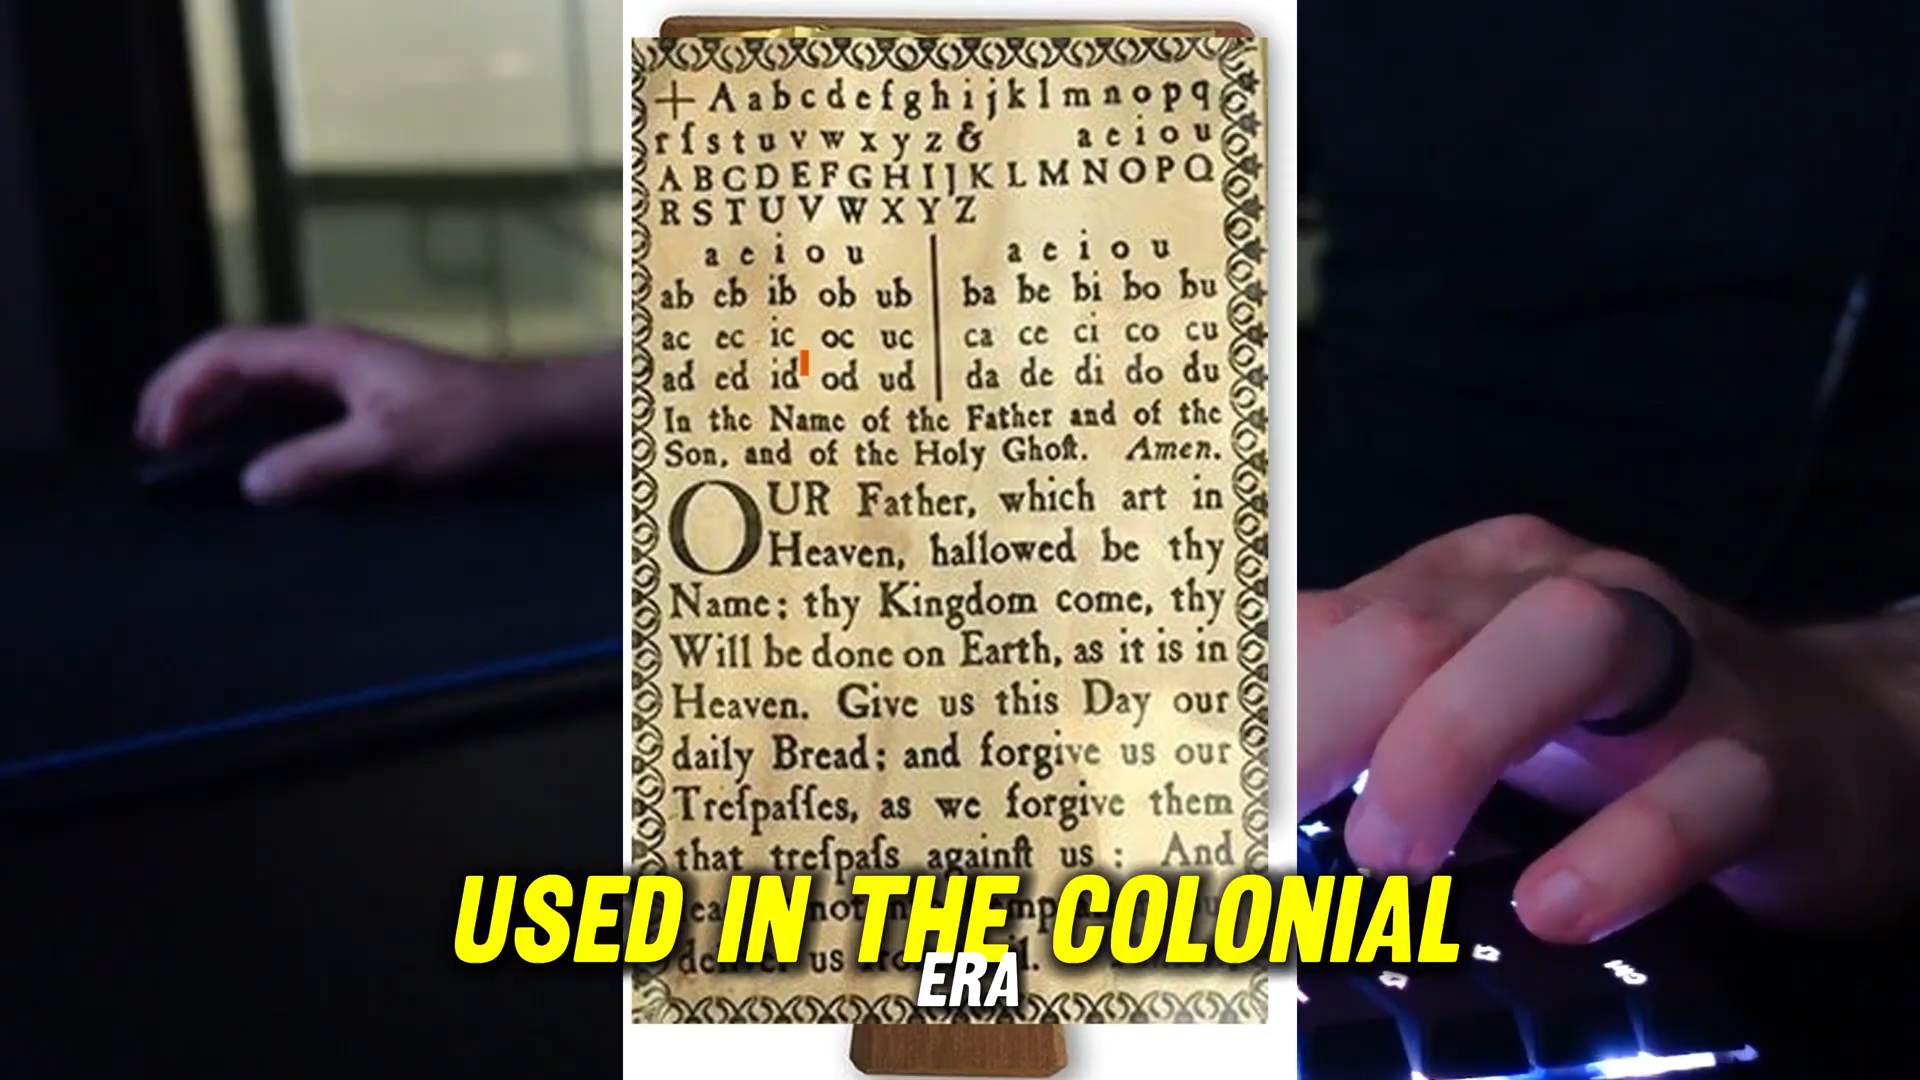 + A a b c d e f g h i j k l m n o p q
r ſ s t u v w x y z & a e i o u
A B C D E F G H I J K L M N O P Q
R S T U V W X Y Z
a e i o u a e i o u
ab eb ib ob ub ba be bi bo bu
ac ec ic oc uc ca ce ci co cu
ad ed id od ud da de di do du
In the Name of the Father and of the
Son, and of the Holy Ghoſt. Amen.
OUR Father, which art in
Heaven, hallowed be thy
Name; thy Kingdom come, thy
Will be done on Earth, as it is in
Heaven. Give us this Day our
daily Bread; and forgive us our
Treſpaſſes, as we forgive them
that treſpaſs againſt us : And
not
us
USED IN THE COLONIAL
ERA